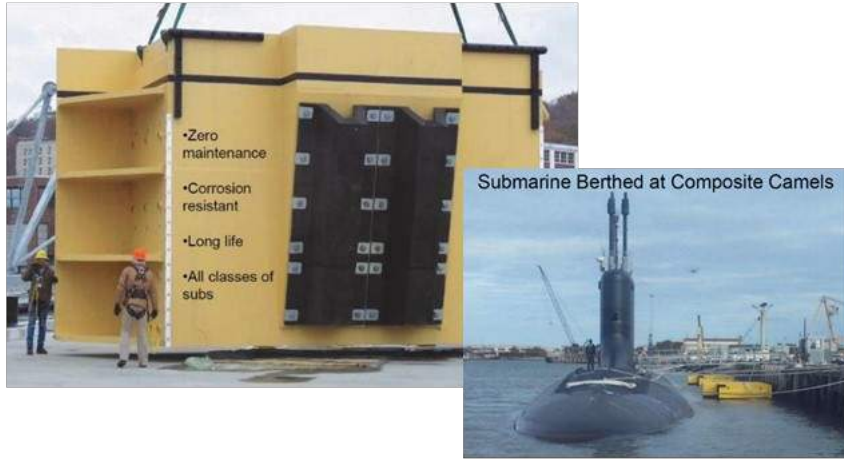 •Zero
maintenance
•Corrosion
resistant
•Long life
•All classes of
subs
Submarine Berthed at Composite Camels